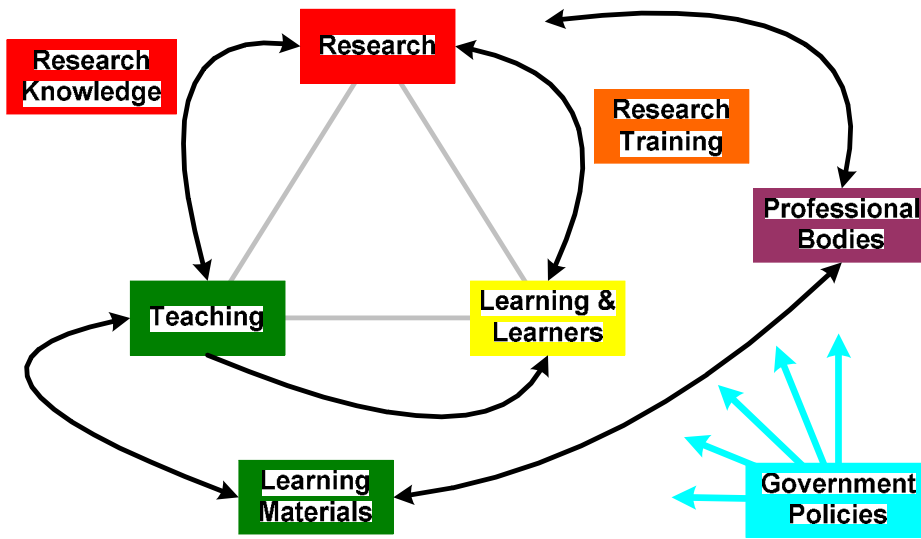 Research
Research
Knowledge
Research
Training
Professional
Bodies
Teaching
Learning &
Learners
Learning
Materials
Government
Policies